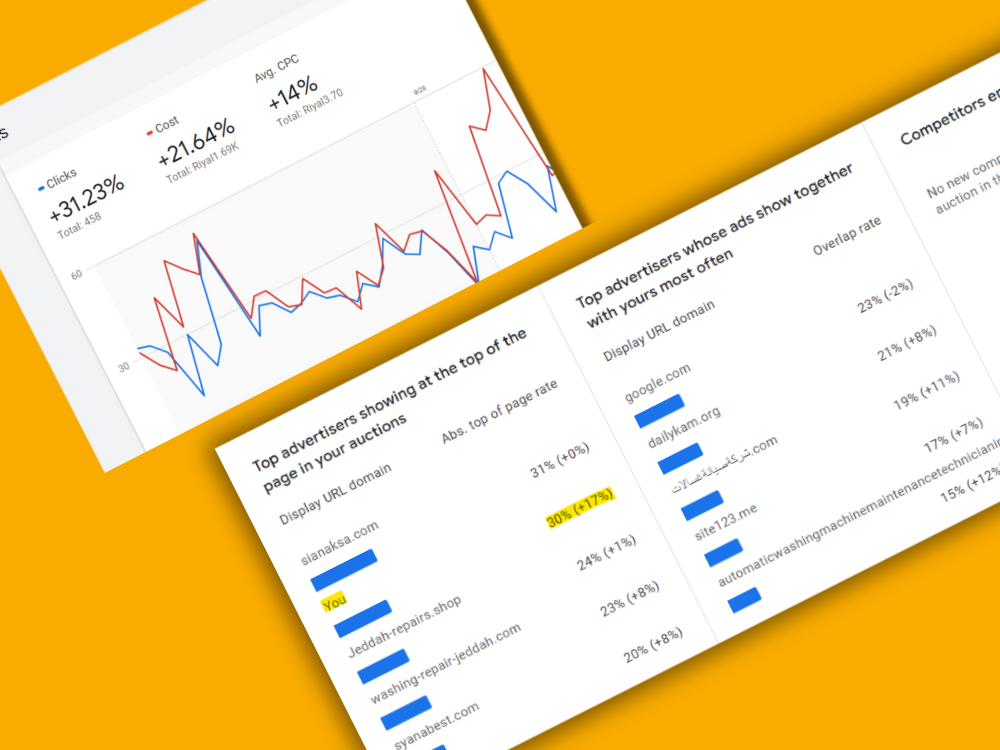 s
Clicks
+31.23%
Total: 458
Cost
+21.64%
Total: Riyal1.69K
Avg. CPC
+14%
Total: Riyal3.70
60
30
9/28
Top advertisers showing at the top of the
page in your auctions
Display URL domain
Abs. top of page rate
sianaksa.com
31% (+0%)
You
30% (+17%)
Jeddah-repairs.shop
24% (+1%)
washing-repair-jeddah.com
23% (+8%)
syanabest.com
20% (+8%)
Top advertisers whose ads show together
with yours most often
Display URL domain
Overlap rate
google.com
23% (-2%)
dailykam.org
21% (+8%)
شركةصيانةغسالات.com
19% (+11%)
site123.me
17% (+7%)
automaticwashingmachinemaintenancetechnicianin
15% (+12%
Competitors en
No new comp
auction in th